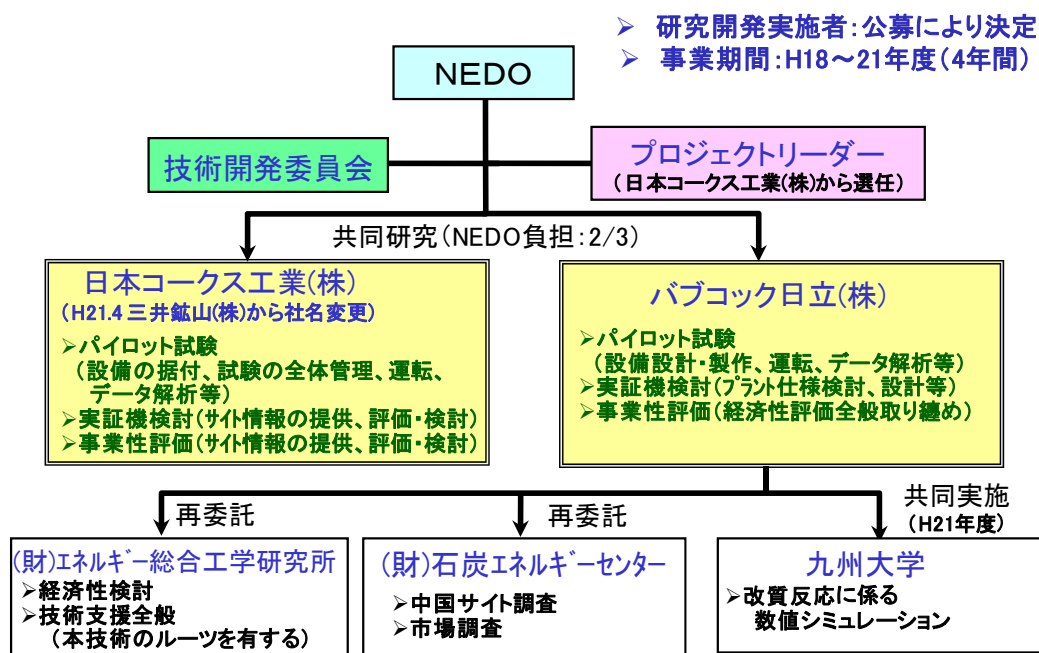 ➢ 研究開発実施者：公募により決定
➢ 事業期間：H18～21年度（4年間）
NEDO
技術開発委員会
プロジェクトリーダー
（日本コークス工業(株)から選任）
共同研究（NEDO負担：2/3）
日本コークス工業(株)
(H21.4 三井鉱山(株)から社名変更)
➢パイロット試験
（設備の据付、試験の全体管理、運転、
データ解析等）
➢実証機検討（サイト情報の提供、評価・検討）
➢事業性評価（サイト情報の提供、評価・検討）
バブコック日立(株)
➢パイロット試験
（設備設計・製作、運転、データ解析等）
➢実証機検討（プラント仕様検討、設計等）
➢事業性評価（経済性評価全般取り纏め）
再委託
再委託
共同実施
（H21年度）
(財)エネルギー総合工学研究所
➢経済性検討
➢技術支援全般
（本技術のルーツを有する）
(財)石炭エネルギーセンター
➢中国サイト調査
➢市場調査
九州大学
➢改質反応に係る
数値シミュレーション